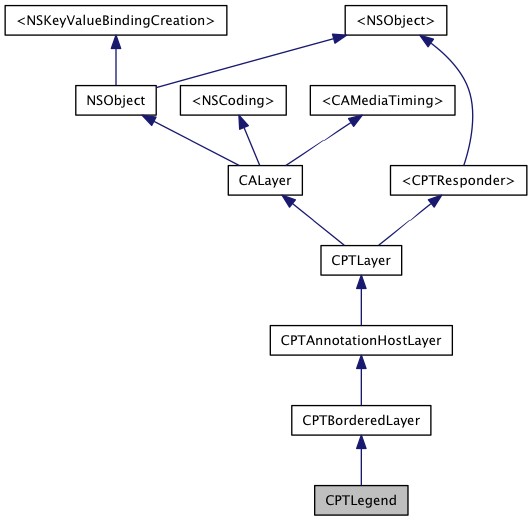 <NSKeyValueBindingCreation>
<NSObject>
NSObject
<NSCoding>
<CAMediaTiming>
CALayer
<CPTResponder>
CPTLayer
CPTAnnotationHostLayer
CPTBorderedLayer
CPTLegend